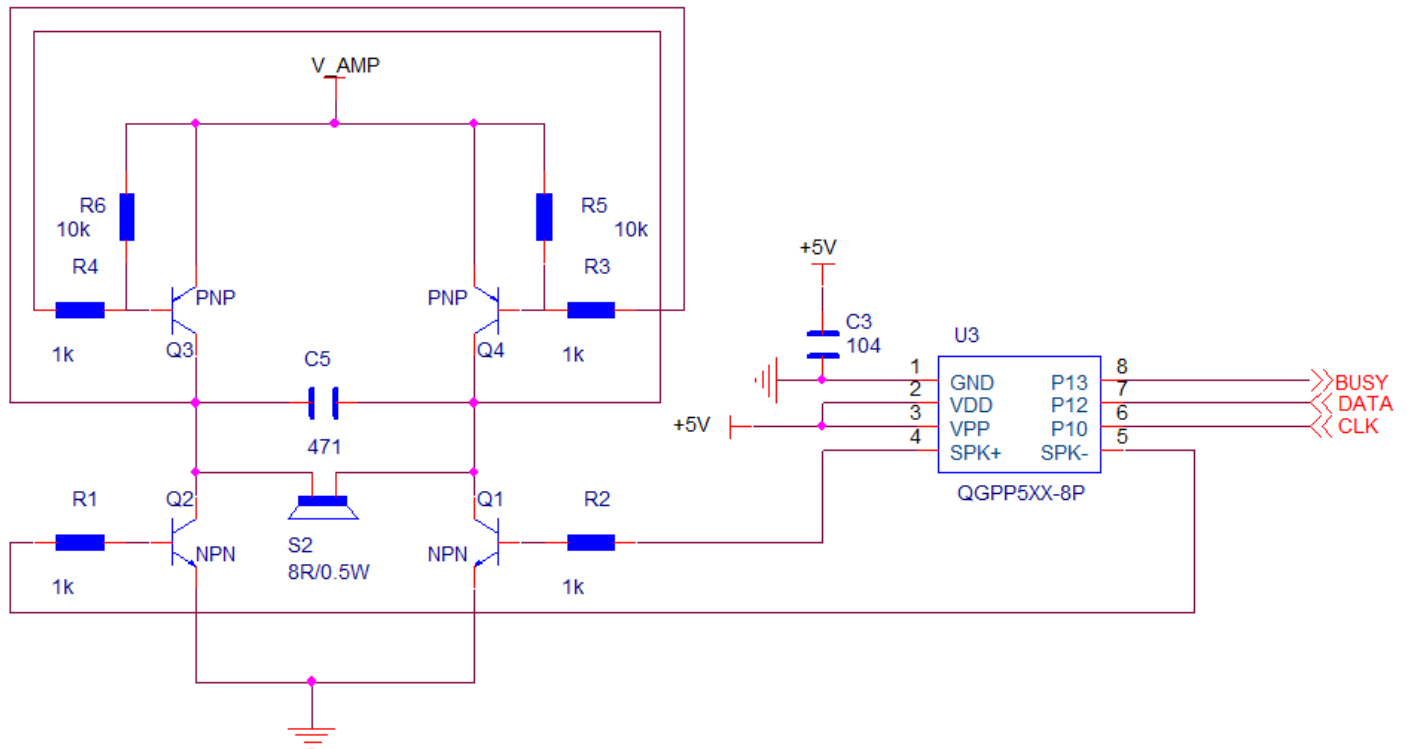 V_AMP
R6
10k
R4
1k
PNP
Q3
R5
10k
R3
1k
PNP
Q4
C5
471
R1
1k
Q2
NPN
S2
8R/0.5W
Q1
NPN
R2
1k
+5V
C3
104
+5V
U3
1 GND P13 8 BUSY
2 VDD P12 7 DATA
3 VPP P10 6 CLK
4 SPK+ SPK- 5
QGPP5XX-8P